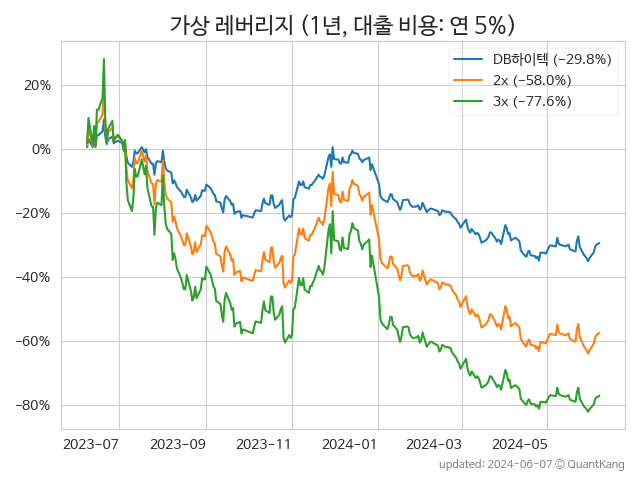 가상 레버리지 (1년, 대출 비용: 연 5%)
DB하이텍 (−29.8%)
2x (−58.0%)
3x (−77.6%)
20%
0%
−20%
−40%
−60%
−80%
2023-07
2023-09
2023-11
2024-01
2024-03
2024-05
updated: 2024-06-07 © QuantKang